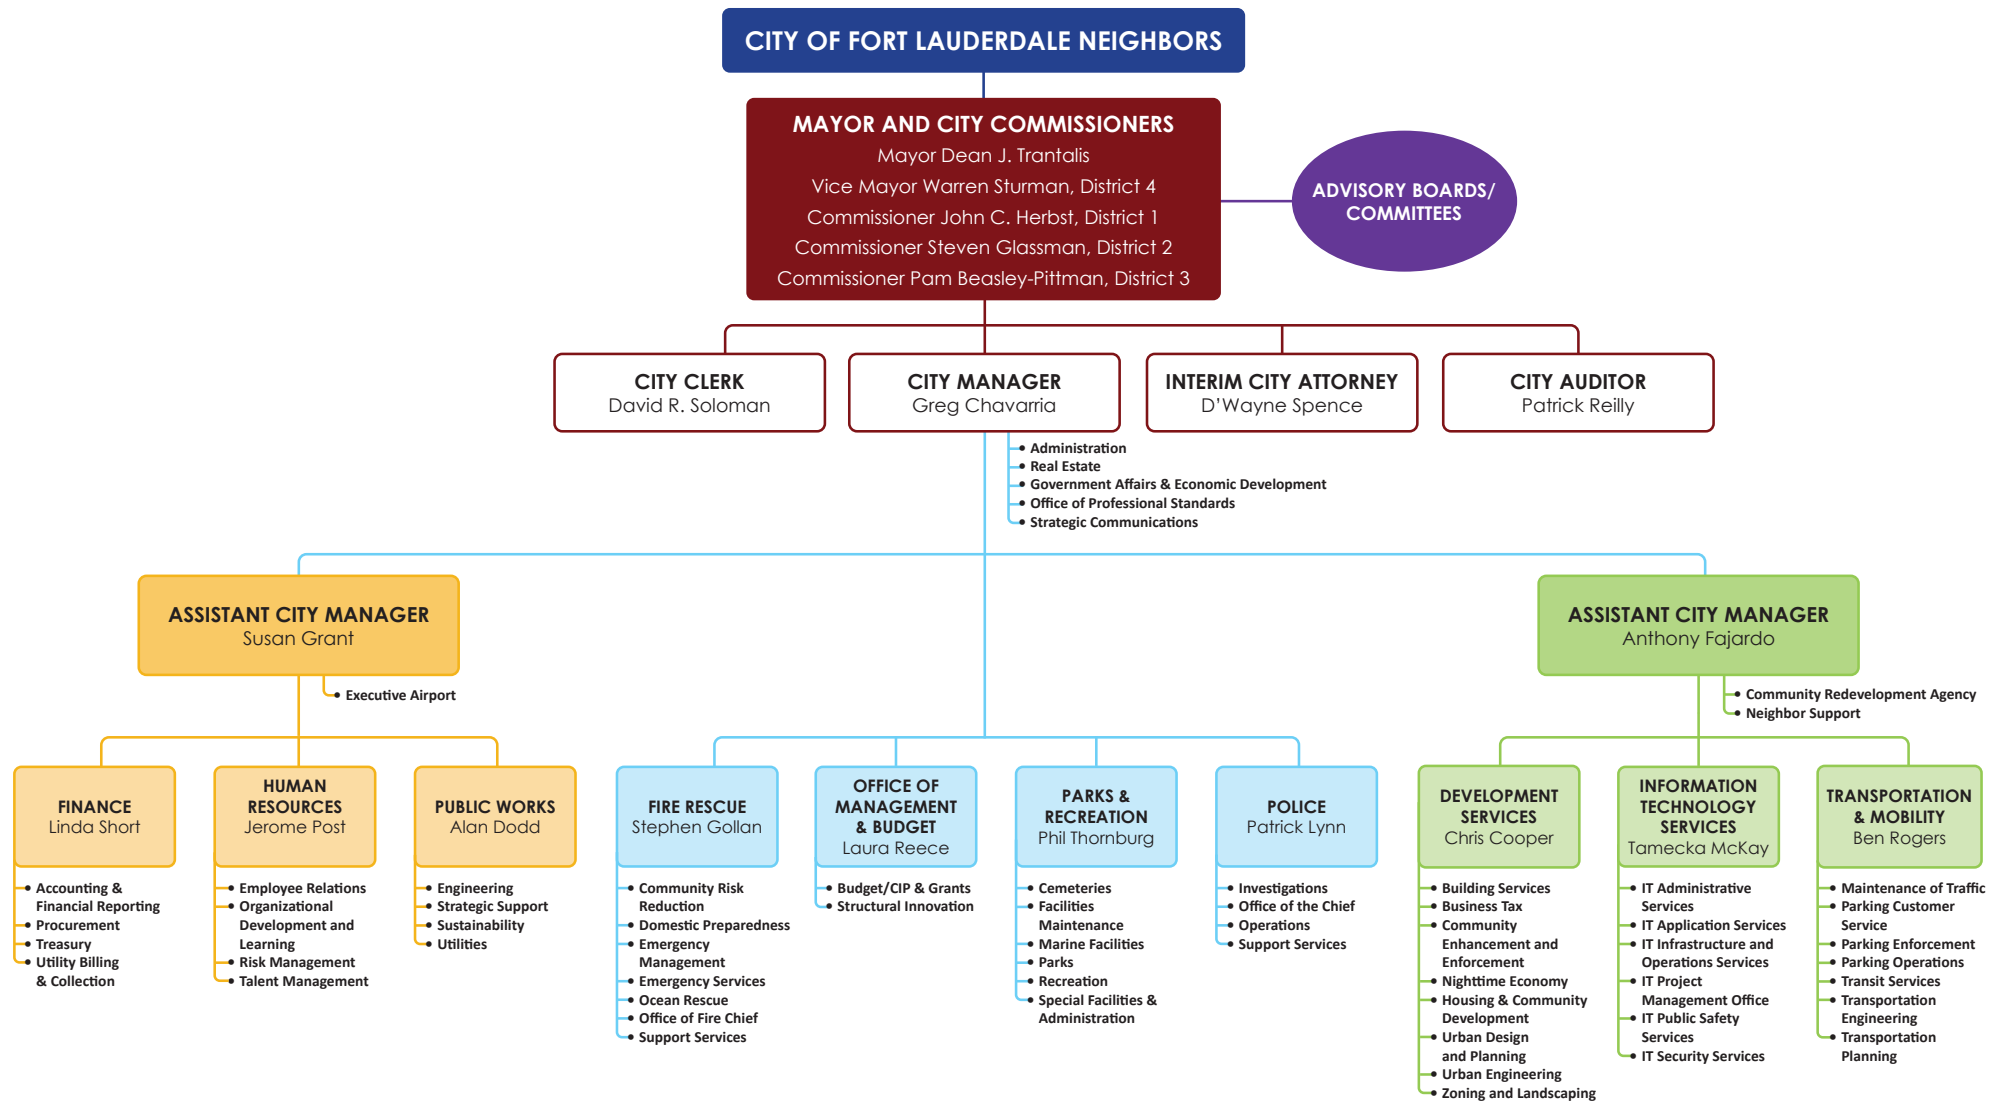 CITY OF FORT LAUDERDALE NEIGHBORS
MAYOR AND CITY COMMISSIONERS
Mayor Dean J. Trantalis
Vice Mayor Warren Sturman, District 4
Commissioner John C. Herbst, District 1
Commissioner Steven Glassman, District 2
Commissioner Pam Beasley-Pittman, District 3
ADVISORY BOARDS/
COMMITTEES
CITY CLERK
David R. Soloman
CITY MANAGER
Greg Chavarria
INTERIM CITY ATTORNEY
D'Wayne Spence
CITY AUDITOR
Patrick Reilly
• Administration
• Real Estate
• Government Affairs & Economic Development
• Office of Professional Standards
• Strategic Communications
ASSISTANT CITY MANAGER
Susan Grant
• Executive Airport
ASSISTANT CITY MANAGER
Anthony Fajardo
• Community Redevelopment Agency
• Neighbor Support
FINANCE
Linda Short
• Accounting &
Financial Reporting
• Procurement
• Treasury
• Utility Billing
& Collection
HUMAN
RESOURCES
Jerome Post
• Employee Relations
• Organizational
Development and
Learning
• Risk Management
• Talent Management
PUBLIC WORKS
Alan Dodd
• Engineering
• Strategic Support
• Sustainability
• Utilities
FIRE RESCUE
Stephen Gollan
• Community Risk
Reduction
• Domestic Preparedness
• Emergency
Management
• Emergency Services
• Ocean Rescue
• Office of Fire Chief
• Support Services
OFFICE OF
MANAGEMENT
& BUDGET
Laura Reece
• Budget/CIP & Grants
• Structural Innovation
PARKS &
RECREATION
Phil Thornburg
• Cemeteries
• Facilities
Maintenance
• Marine Facilities
• Parks
• Recreation
• Special Facilities &
Administration
POLICE
Patrick Lynn
• Investigations
• Office of the Chief
• Operations
• Support Services
DEVELOPMENT
SERVICES
Chris Cooper
• Building Services
• Business Tax
• Community
Enhancement and
Enforcement
• Nighttime Economy
• Housing & Community
Development
• Urban Design
and Planning
• Urban Engineering
• Zoning and Landscaping
INFORMATION
TECHNOLOGY
SERVICES
Tamecka McKay
• IT Administrative
Services
• IT Application Services
• IT Infrastructure and
Operations Services
• IT Project
Management Office
• IT Public Safety
Services
• IT Security Services
TRANSPORTATION
& MOBILITY
Ben Rogers
• Maintenance of Traffic
• Parking Customer
Service
• Parking Enforcement
• Parking Operations
• Transit Services
• Transportation
Engineering
• Transportation
Planning